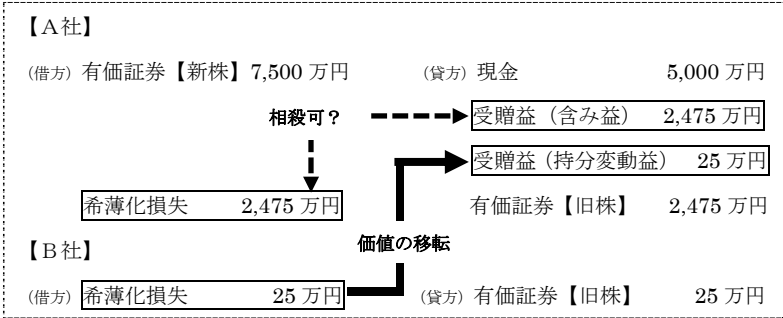 【A社】
(借方) 有価証券【新株】 7,500 万円 (貸方) 現金 5,000 万円
相殺可？ 受贈益（含み益） 2,475 万円
受贈益（持分変動益） 25 万円
希薄化損失 2,475 万円 有価証券【旧株】 2,475 万円
価値の移転
【B社】
(借方) 希薄化損失 25 万円 (貸方) 有価証券【旧株】 25 万円